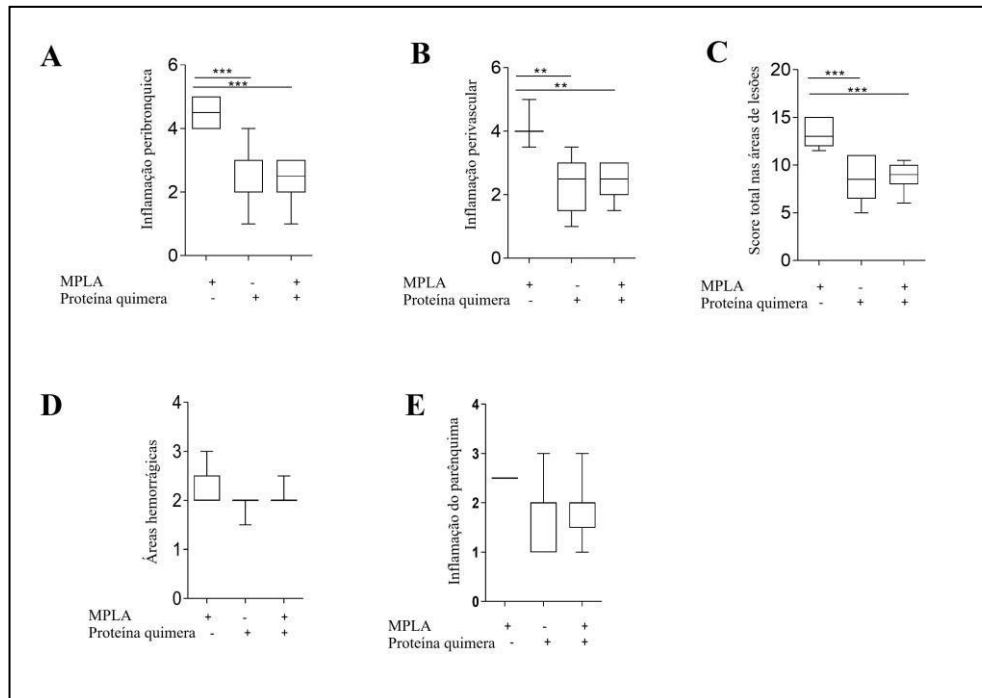 A
Inflamação peribronquica
6
4
2
0
***
***
MPLA + - +
Proteína quimera - + +
B
Inflamação perivascular
6
4
2
0
**
**
MPLA + - +
Proteína quimera - + +
C
Score total nas áreas de lesões
20
15
10
5
0
***
***
MPLA + - +
Proteína quimera - + +
D
Áreas hemorrágicas
4
3
2
1
0
MPLA + - +
Proteína quimera - + +
E
Inflamação do parênquima
4
3
2
1
0
MPLA + - +
Proteína quimera - + +